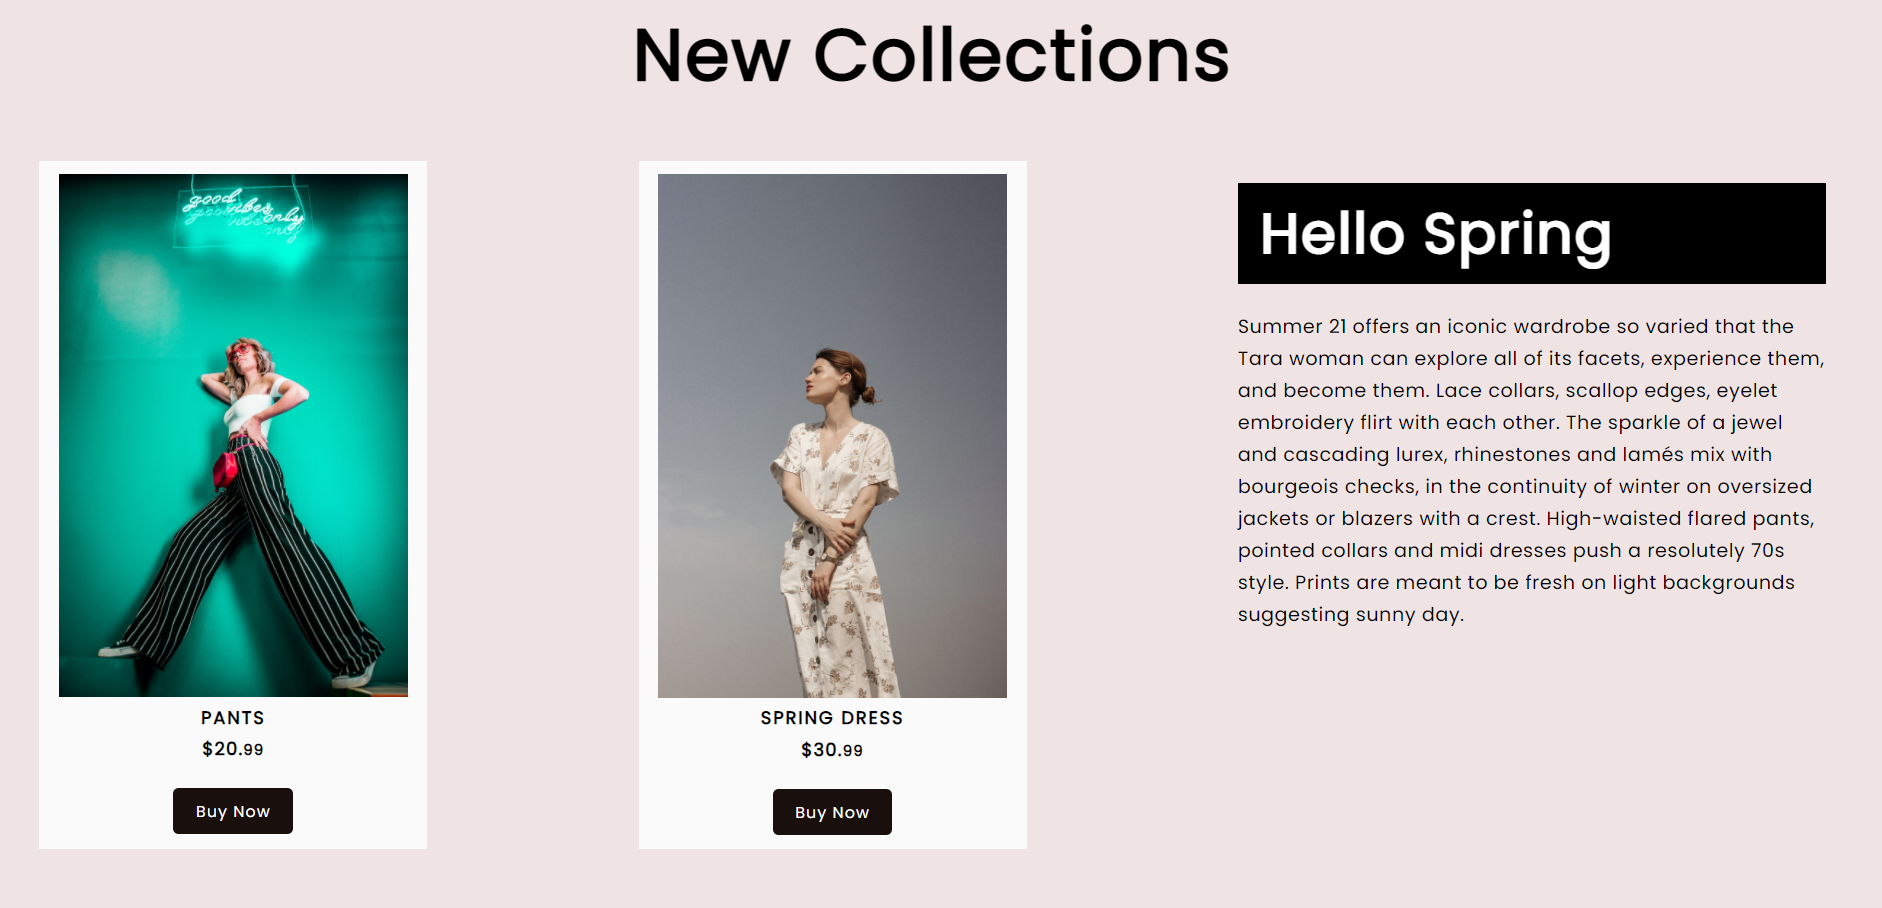 New Collections
good vibes only
PANTS
$20.99
Buy Now
SPRING DRESS
$30.99
Buy Now
Hello Spring
Summer 21 offers an iconic wardrobe so varied that the
Tara woman can explore all of its facets, experience them,
and become them. Lace collars, scallop edges, eyelet
embroidery flirt with each other. The sparkle of a jewel
and cascading lurex, rhinestones and lamés mix with
bourgeois checks, in the continuity of winter on oversized
jackets or blazers with a crest. High-waisted flared pants,
pointed collars and midi dresses push a resolutely 70s
style. Prints are meant to be fresh on light backgrounds
suggesting sunny day.